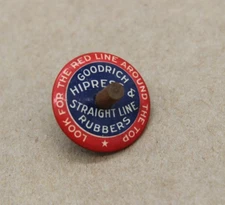 LOOK FOR THE RED LINE AROUND THE TOP
GOODRICH
HIPRESS &
STRAIGHT LINE
RUBBERS